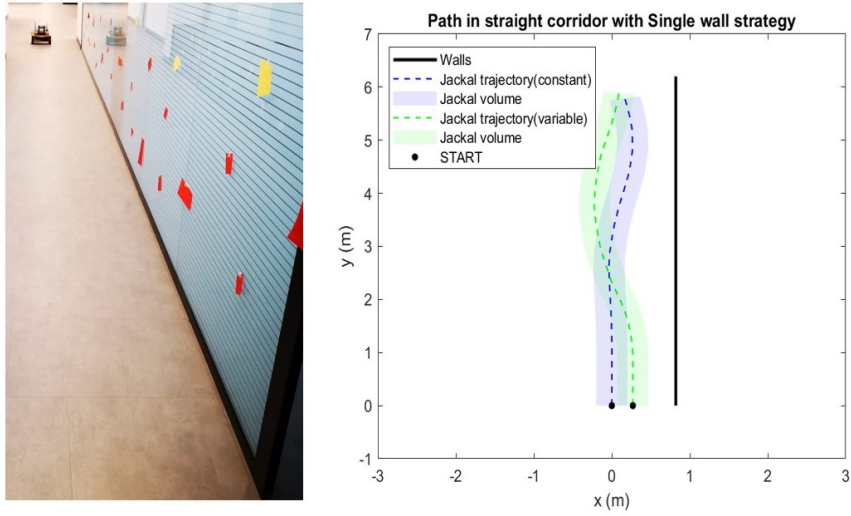 Path in straight corridor with Single wall strategy
7
6
5
4
3
2
1
0
-1
y (m)
Walls
Jackal trajectory(constant)
Jackal volume
Jackal trajectory(variable)
Jackal volume
START
-3
-2
-1
0
1
2
3
x (m)